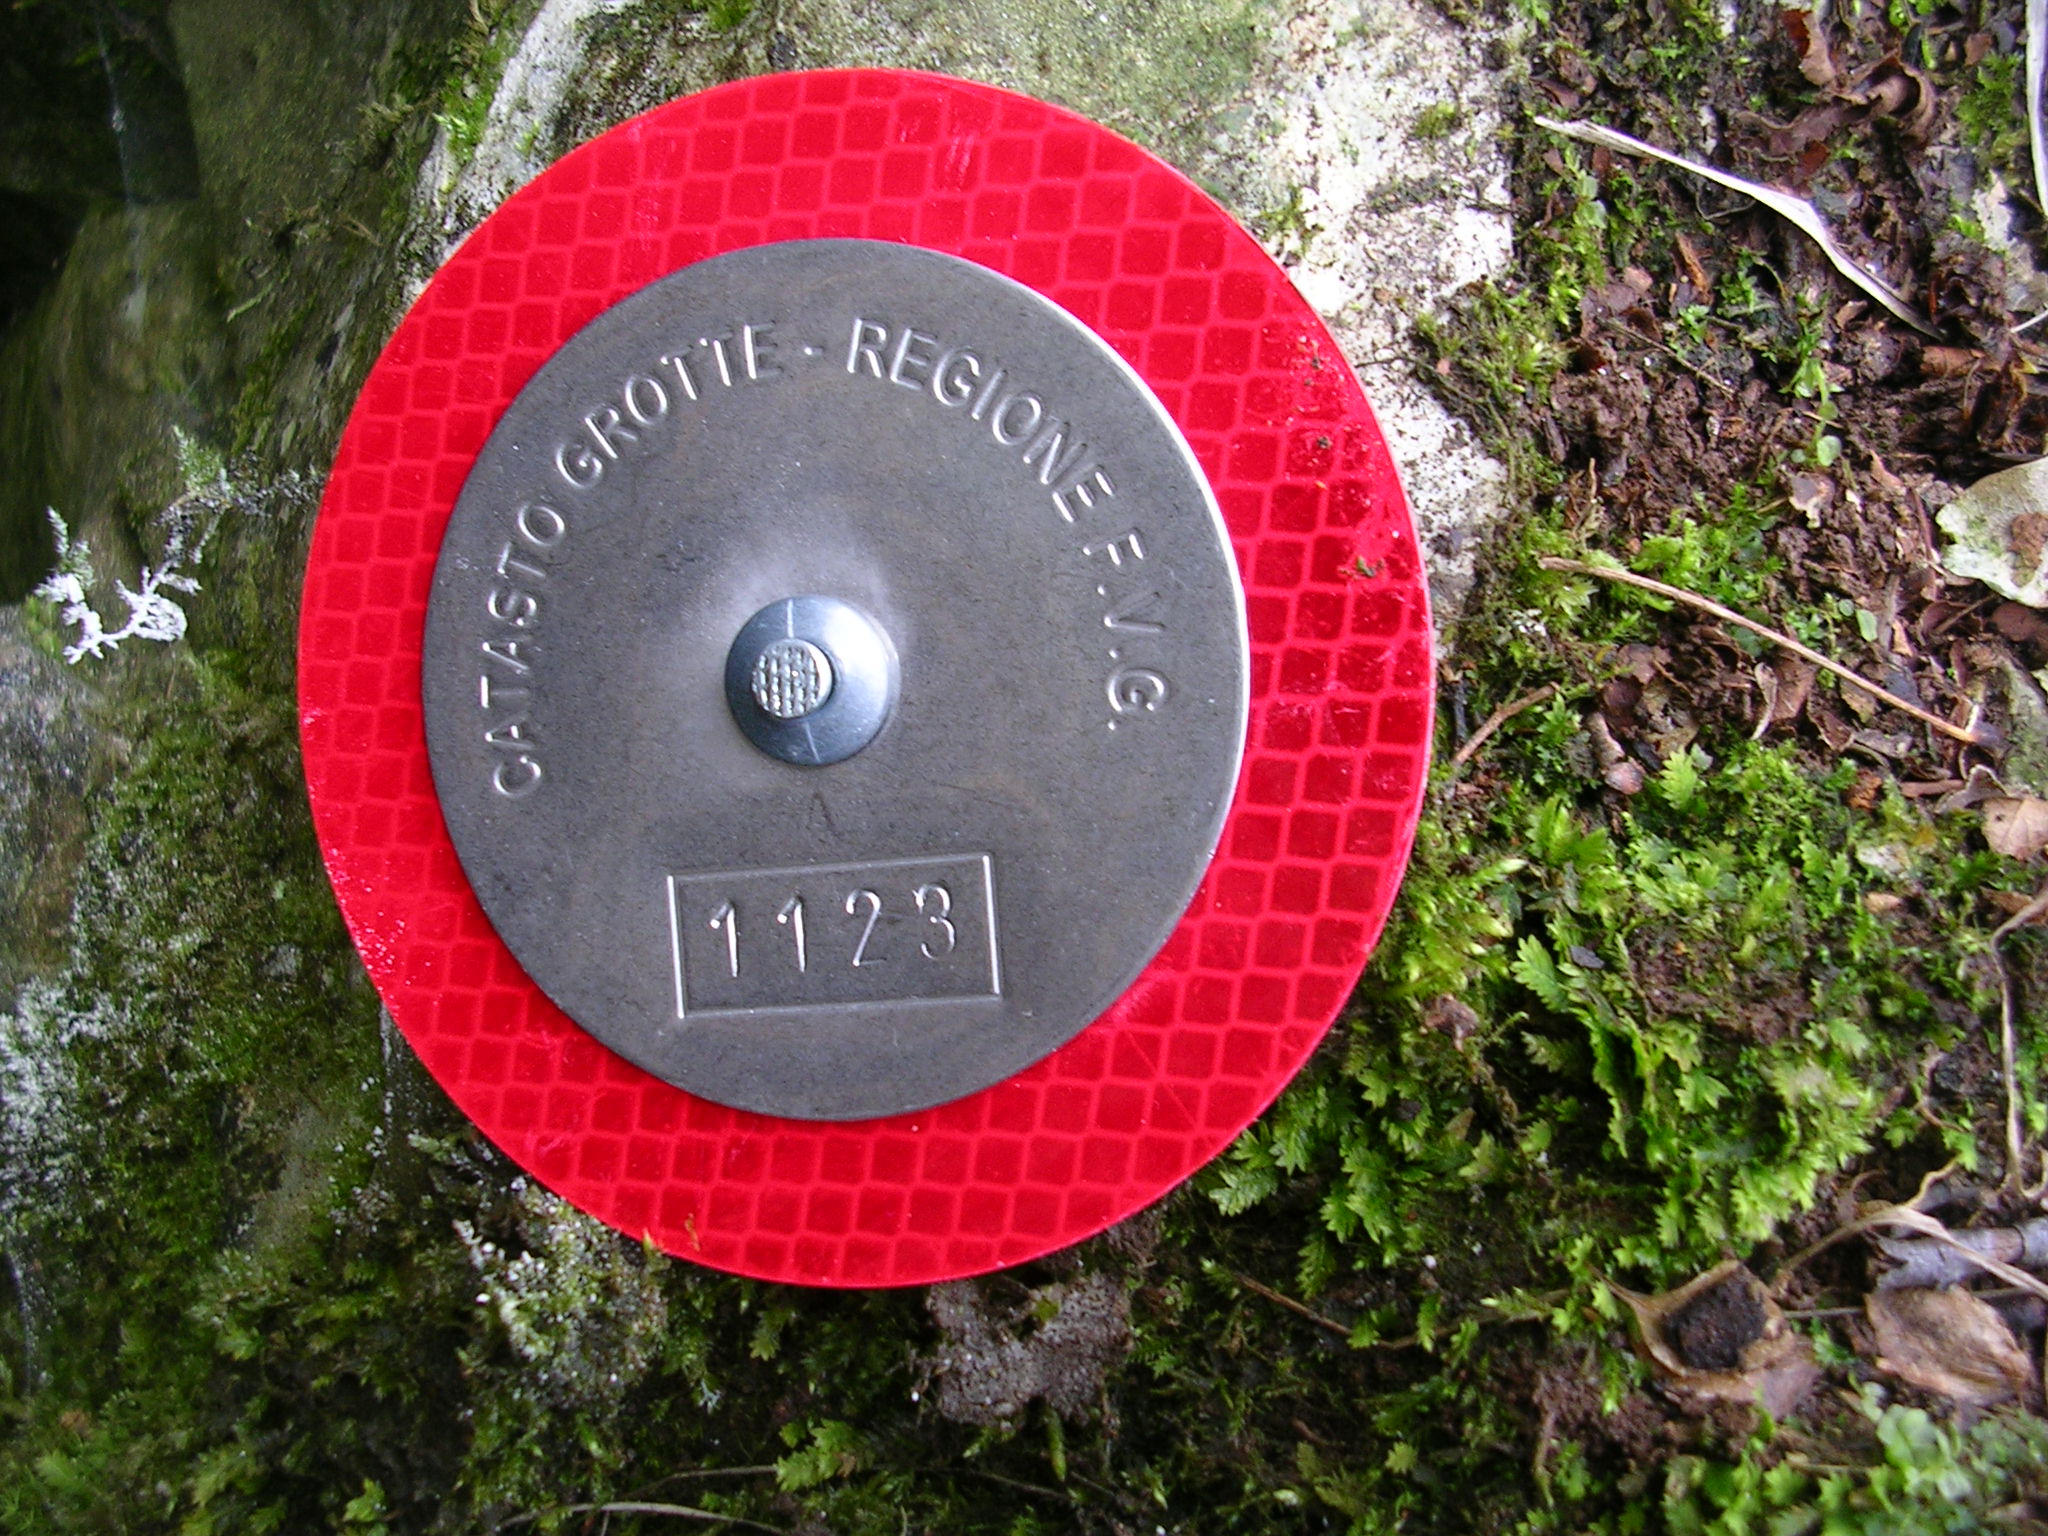 CATASTO GROTTE - REGIONE F.V.G.
1123